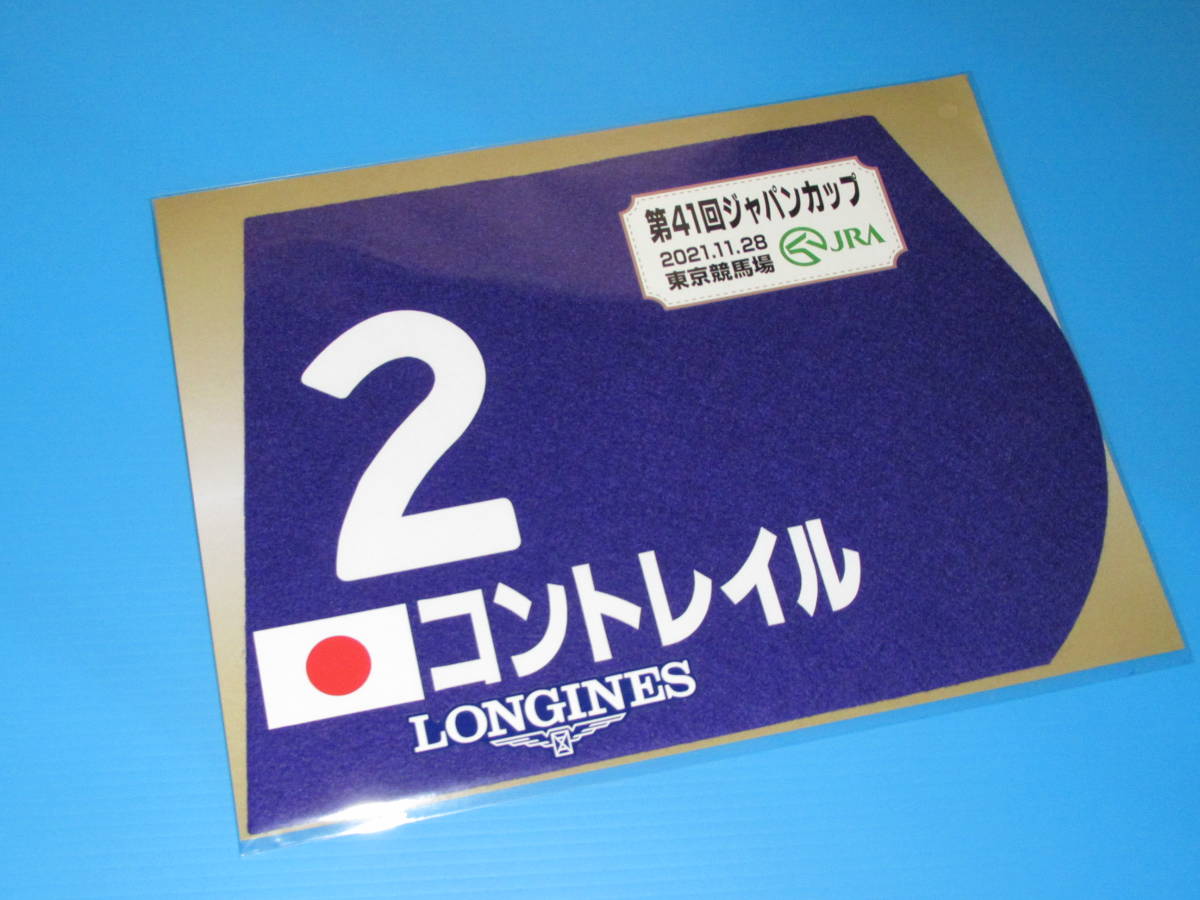 第41回ジャパンカップ
2021.11.28
東京競馬場
JRA
2
コントレイル
LONGINES